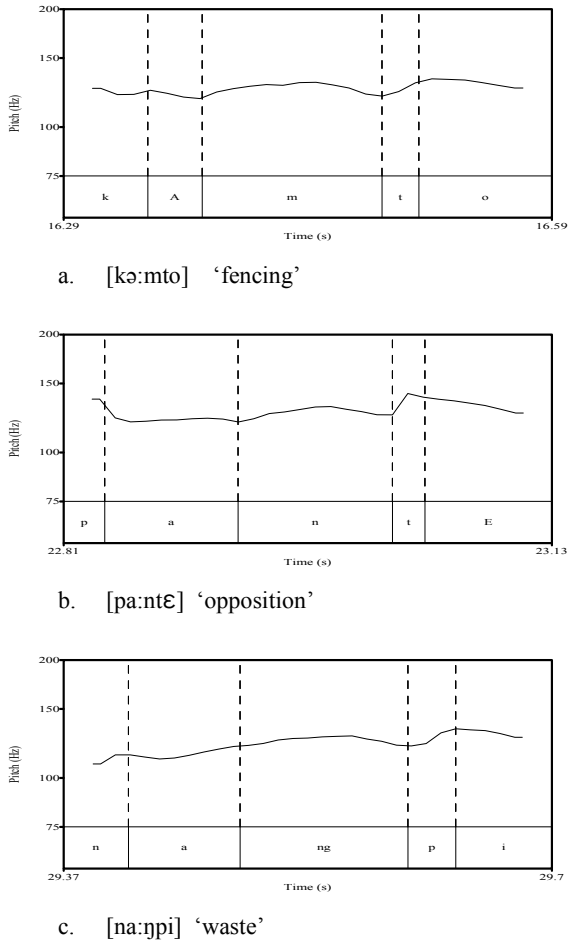 200
150
Pitch (Hz)
100
75
k A m t o
16.29 16.59
Time (s)
a. [kə:mto] ‘fencing’
200
150
Pitch (Hz)
100
75
p a n t E
22.81 23.13
Time (s)
b. [pa:ntɛ] ‘opposition’
200
150
Pitch (Hz)
100
75
n a ng p i
29.37 29.7
Time (s)
c. [na:ŋpi] ‘waste’